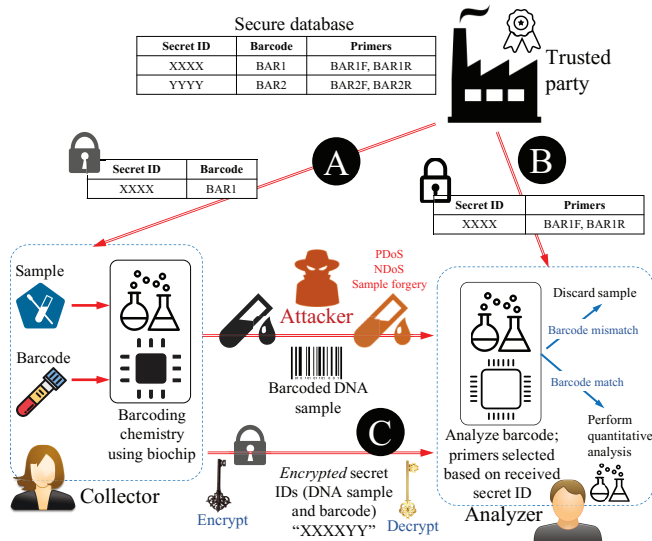 Secure database
Secret ID Barcode Primers
XXXX BAR1 BAR1F, BAR1R
YYYY BAR2 BAR2F, BAR2R
Trusted
party
A
B
Secret ID Barcode
XXXX BAR1
Secret ID Primers
XXXX BAR1F, BAR1R
Sample
Barcode
Barcoding
chemistry
using biochip
Collector
PDoS
NDoS
Sample forgery
Attacker
Barcoded DNA
sample
C
Encrypted secret
IDs (DNA sample
and barcode)
“XXXXYY”
Encrypt
Decrypt
Discard sample
Barcode mismatch
Barcode match
Perform
quantitative
analysis
Analyze barcode;
primers selected
based on received
secret ID
Analyzer